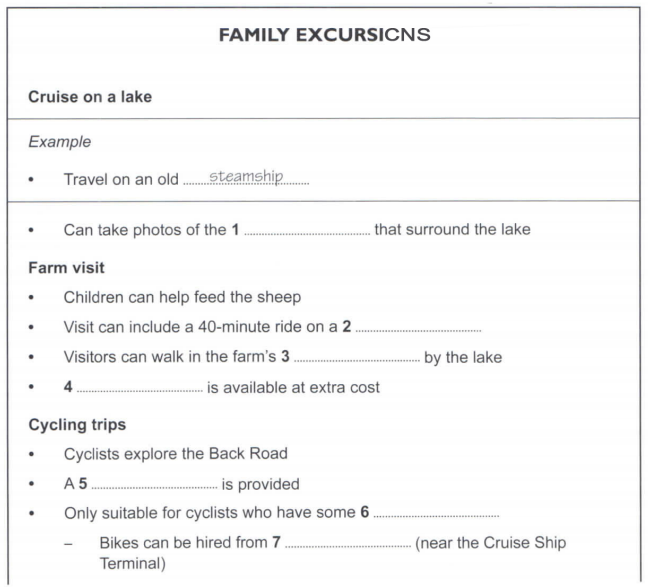 FAMILY EXCURSICNS
Cruise on a lake
Example
• Travel on an old ......steamship......
• Can take photos of the 1 .................................... that surround the lake
Farm visit
• Children can help feed the sheep
• Visit can include a 40-minute ride on a 2 ....................................
• Visitors can walk in the farm's 3 .................................... by the lake
• 4 .................................... is available at extra cost
Cycling trips
• Cyclists explore the Back Road
• A 5 .................................... is provided
• Only suitable for cyclists who have some 6 ....................................
– Bikes can be hired from 7 .................................... (near the Cruise Ship
Terminal)